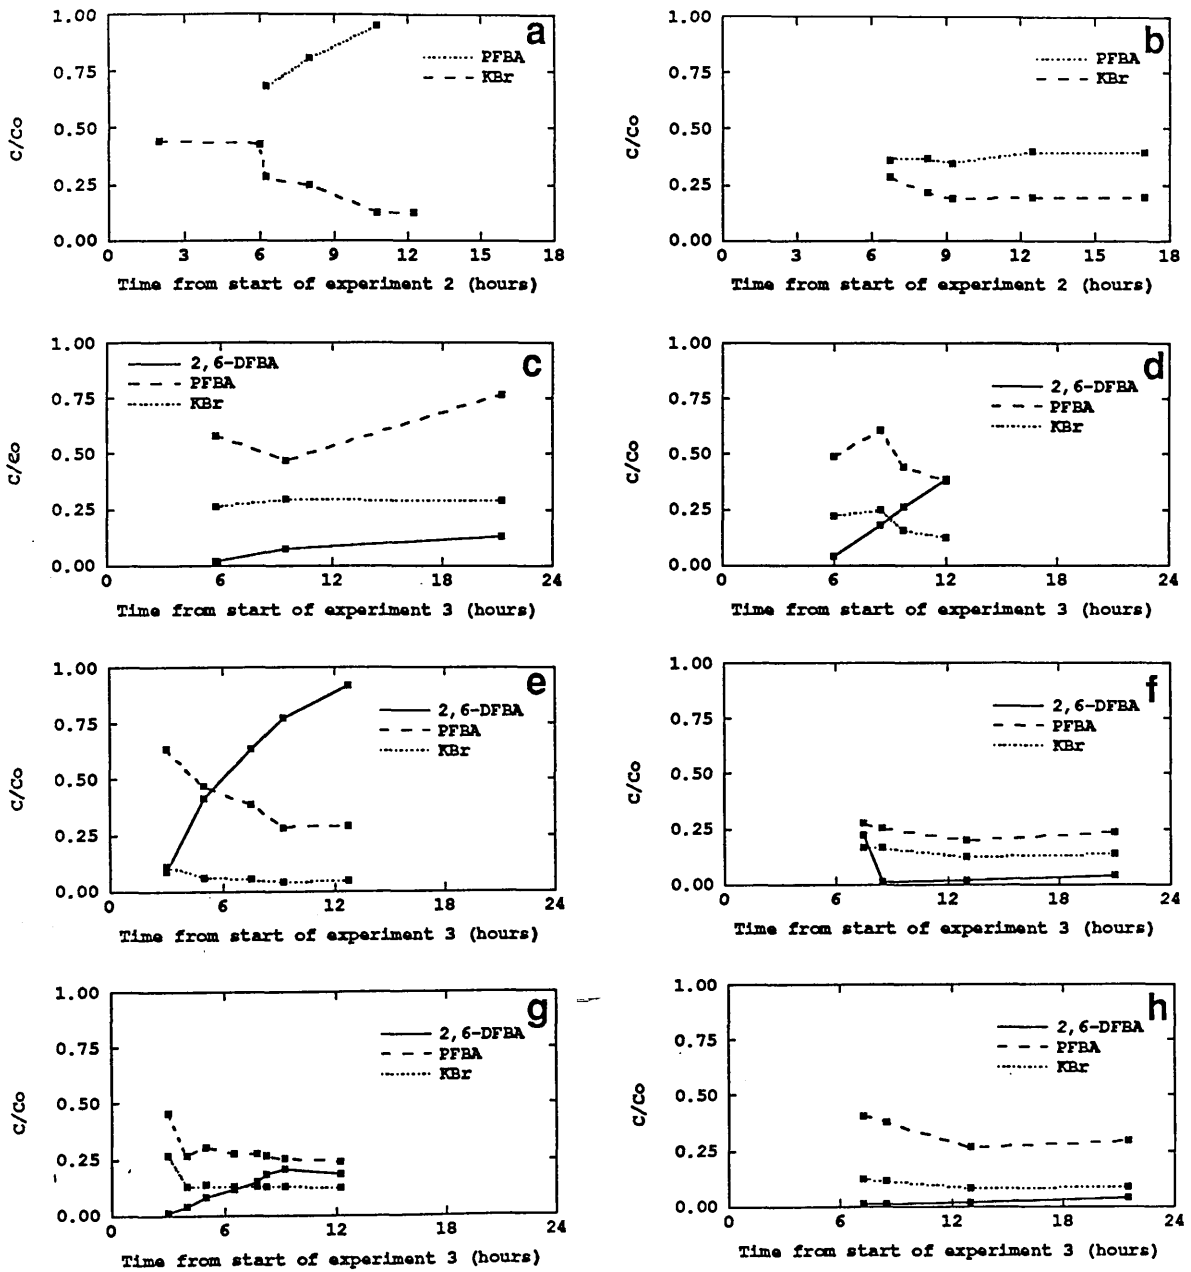 a
1.00
0.75
0.50
0.25
0.00
C/Co
PFBA
KBr
0 3 6 9 12 15 18
Time from start of experiment 2 (hours)
b
1.00
0.75
0.50
0.25
0.00
C/Co
PFBA
KBr
0 3 6 9 12 15 18
Time from start of experiment 2 (hours)
c
1.00
0.75
0.50
0.25
0.00
C/Co
2,6-DFBA
PFBA
KBr
0 6 12 18 24
Time from start of experiment 3 (hours)
d
1.00
0.75
0.50
0.25
0.00
C/Co
2,6-DFBA
PFBA
KBr
0 6 12 18 24
Time from start of experiment 3 (hours)
e
1.00
0.75
0.50
0.25
0.00
C/Co
2,6-DFBA
PFBA
KBr
0 6 12 18 24
Time from start of experiment 3 (hours)
f
1.00
0.75
0.50
0.25
0.00
C/Co
2,6-DFBA
PFBA
KBr
0 6 12 18 24
Time from start of experiment 3 (hours)
g
1.00
0.75
0.50
0.25
0.00
C/Co
2,6-DFBA
PFBA
KBr
0 6 12 18 24
Time from start of experiment 3 (hours)
h
1.00
0.75
0.50
0.25
0.00
C/Co
2,6-DFBA
PFBA
KBr
0 6 12 18 24
Time from start of experiment 3 (hours)